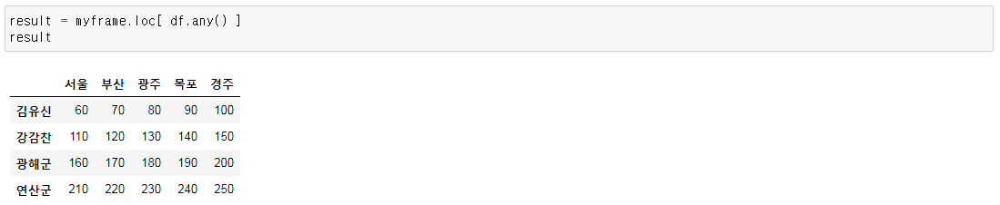 result = myframe.loc[ df.any() ]
result
서울 부산 광주 목포 경주
김유신 60 70 80 90 100
강감찬 110 120 130 140 150
광해군 160 170 180 190 200
연산군 210 220 230 240 250